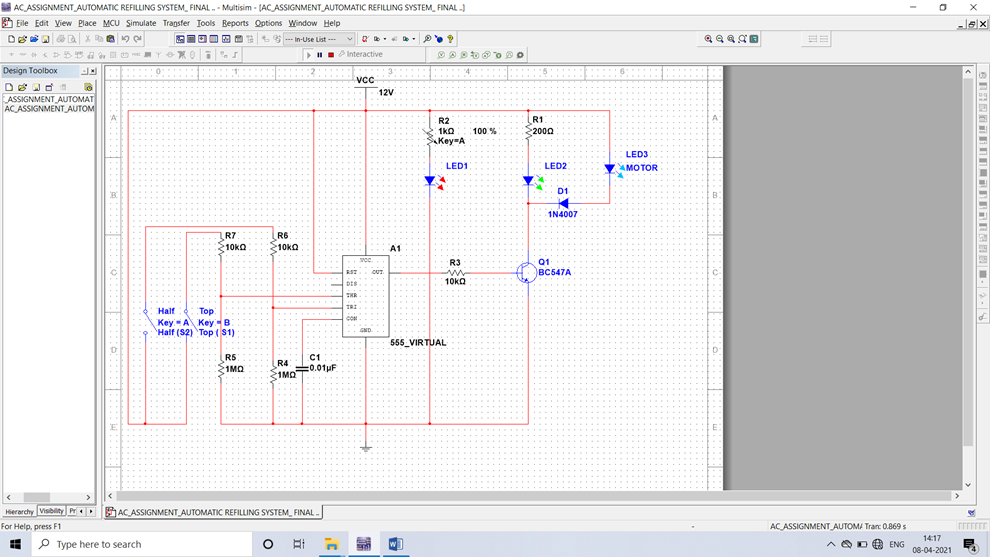 AC_ASSIGNMENT_AUTOMATIC REFILLING SYSTEM_ FINAL .. - Multisim - [AC_ASSIGNMENT_AUTOMATIC REFILLING SYSTEM_ FINAL ..]
File Edit View Place MCU Simulate Transfer Tools Reports Options Window Help
--- In-Use List ---
Interactive
Design Toolbox
_ASSIGNMENT_AUTOMAT
AC_ASSIGNMENT_AUTOM
Hierarchy Visibility Pr
0 1 2 3 4 5 6
A
B
C
D
E
A
B
C
D
E
VCC
12V
R2
1kΩ
Key=A
100 %
LED1
R1
200Ω
LED2
LED3
MOTOR
D1
1N4007
R7
10kΩ
R6
10kΩ
A1
VCC
RST OUT
DIS
THR
TRI
CON
GND
555_VIRTUAL
R3
10kΩ
Q1
BC547A
Half
Key = A
Half (S2)
Top
Key = B
Top ( S1)
R5
1MΩ
R4
1MΩ
C1
0.01µF
AC_ASSIGNMENT_AUTOMATIC REFILLING SYSTEM_ FINAL ..
For Help, press F1
-
AC_ASSIGNMENT_AUTOM Tran: 0.869 s
Type here to search
ENG
14:17
08-04-2021
4